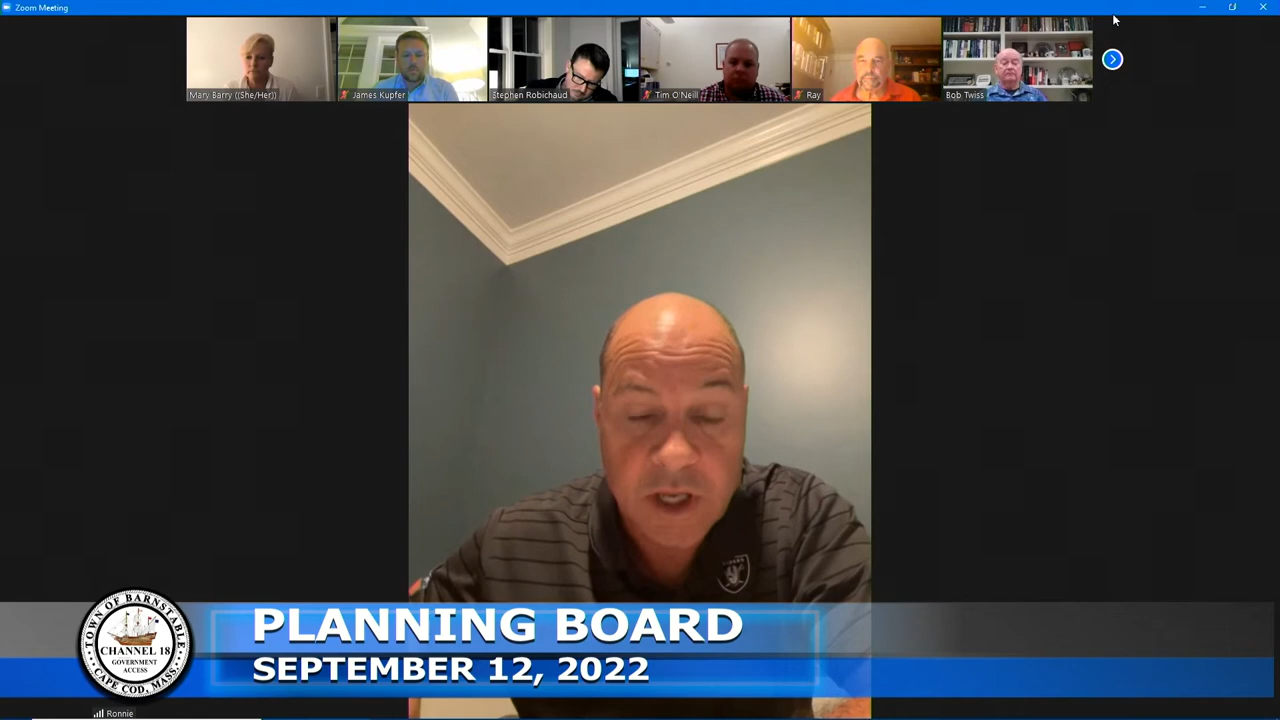 Zoom Meeting
Mary Barry ((She/Her))
James Kupfer
Stephen Robichaud
Tim O'Neill
Ray
Bob Twiss
RAIDERS
PLANNING BOARD
SEPTEMBER 12, 2022
TOWN OF BARNSTABLE
CHANNEL 18
GOVERNMENT
ACCESS
CAPE COD, MASS.
Ronnie